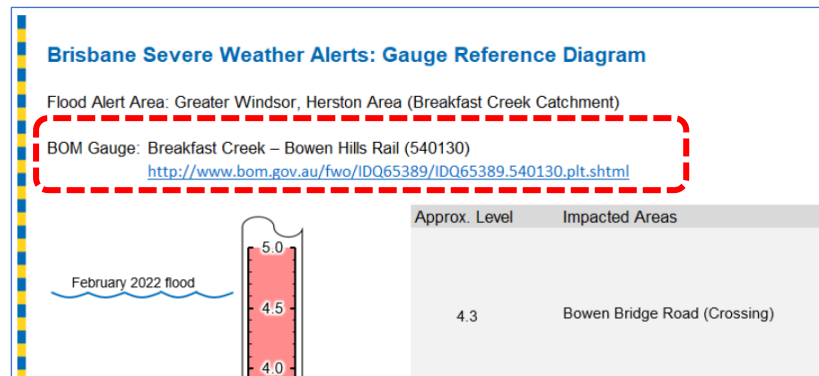 Brisbane Severe Weather Alerts: Gauge Reference Diagram
Flood Alert Area: Greater Windsor, Herston Area (Breakfast Creek Catchment)
BOM Gauge: Breakfast Creek – Bowen Hills Rail (540130)
http://www.bom.gov.au/fwo/IDQ65389/IDQ65389.540130.plt.shtml
Approx. Level Impacted Areas
5.0
February 2022 flood
4.5
4.3 Bowen Bridge Road (Crossing)
4.0